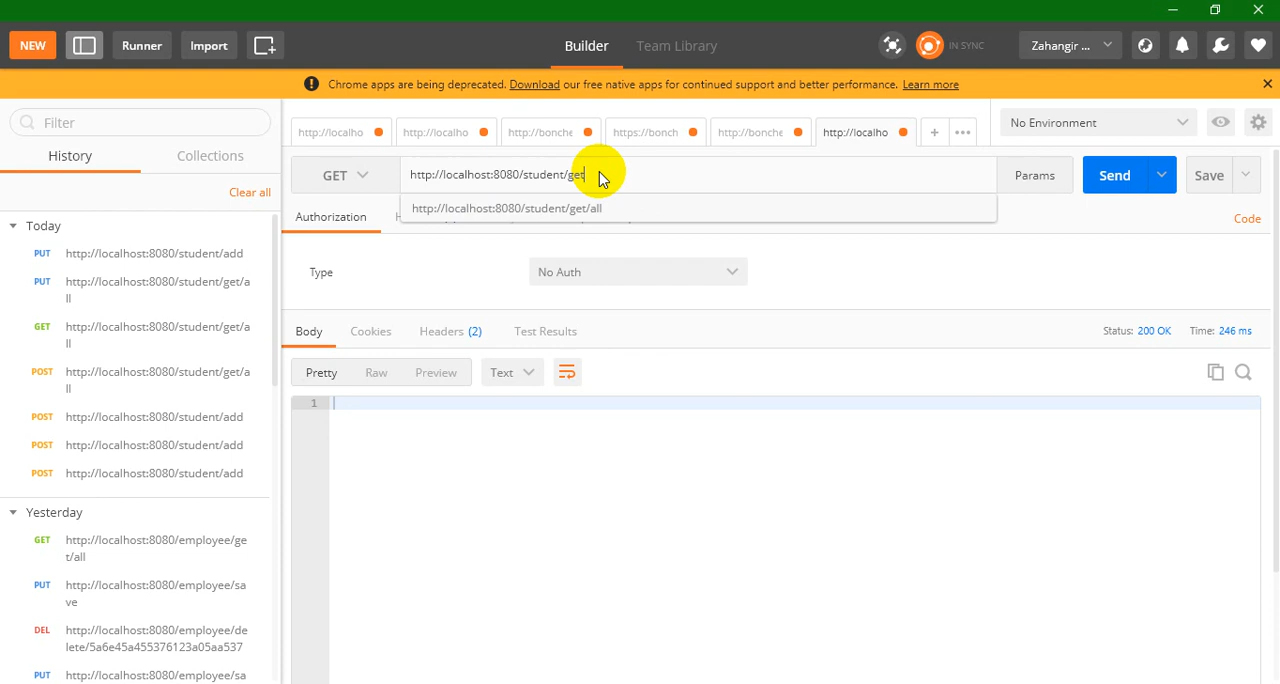 NEW
Runner
Import
Builder
Team Library
IN SYNC
Zahangir ...
Chrome apps are being deprecated. Download our free native apps for continued support and better performance. Learn more
Filter
History
Collections
Clear all
Today
PUT http://localhost:8080/student/add
PUT http://localhost:8080/student/get/a
ll
GET http://localhost:8080/student/get/a
ll
POST http://localhost:8080/student/get/a
ll
POST http://localhost:8080/student/add
POST http://localhost:8080/student/add
POST http://localhost:8080/student/add
Yesterday
GET http://localhost:8080/employee/ge
t/all
PUT http://localhost:8080/employee/sa
ve
DEL http://localhost:8080/employee/de
lete/5a6e45a455376123a05aa537
PUT http://localhost:8080/employee/sa
http://localho
http://localho
http://bonche
https://bonch
http://bonche
http://localho
No Environment
GET
http://localhost:8080/student/get
Params
Send
Save
http://localhost:8080/student/get/all
Authorization
Code
Type
No Auth
Body
Cookies
Headers (2)
Test Results
Status: 200 OK
Time: 246 ms
Pretty
Raw
Preview
Text
1